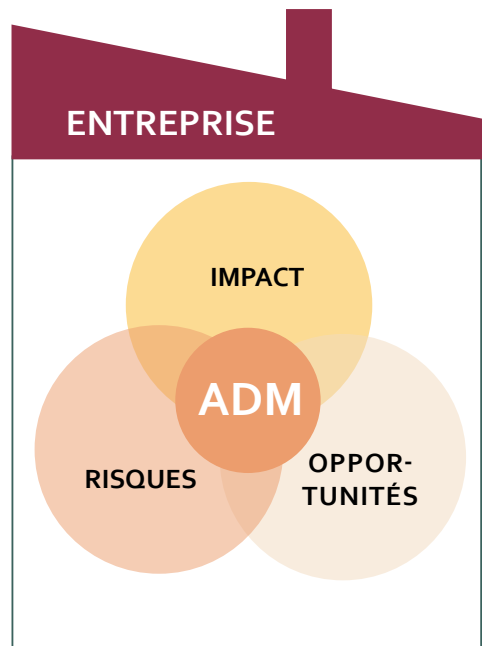 ENTREPRISE
IMPACT
ADM
RISQUES
OPPOR-
TUNITÉS